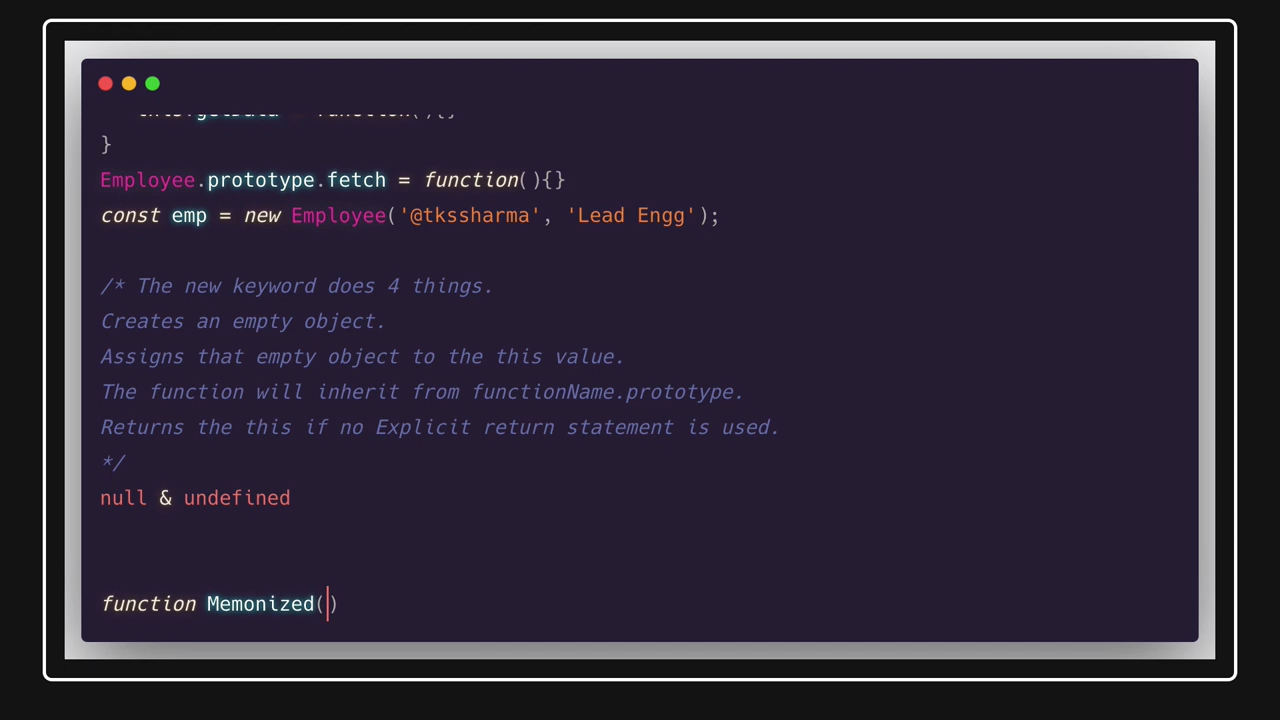 }
Employee.prototype.fetch = function(){}
const emp = new Employee('@tkssharma', 'Lead Engg');
/* The new keyword does 4 things.
Creates an empty object.
Assigns that empty object to the this value.
The function will inherit from functionName.prototype.
Returns the this if no Explicit return statement is used.
*/
null & undefined
function Memonized()